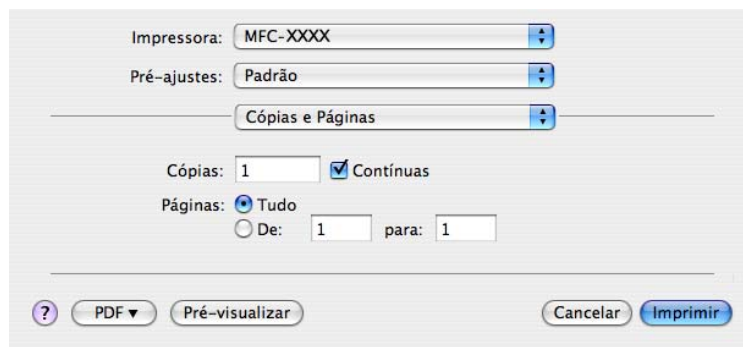 Impressora: MFC-XXXX
Pré-ajustes: Padrão
Cópias e Páginas
Cópias: 1 Contínuas
Páginas: Tudo
De: 1 para: 1
? PDF ▼ Pré-visualizar Cancelar Imprimir